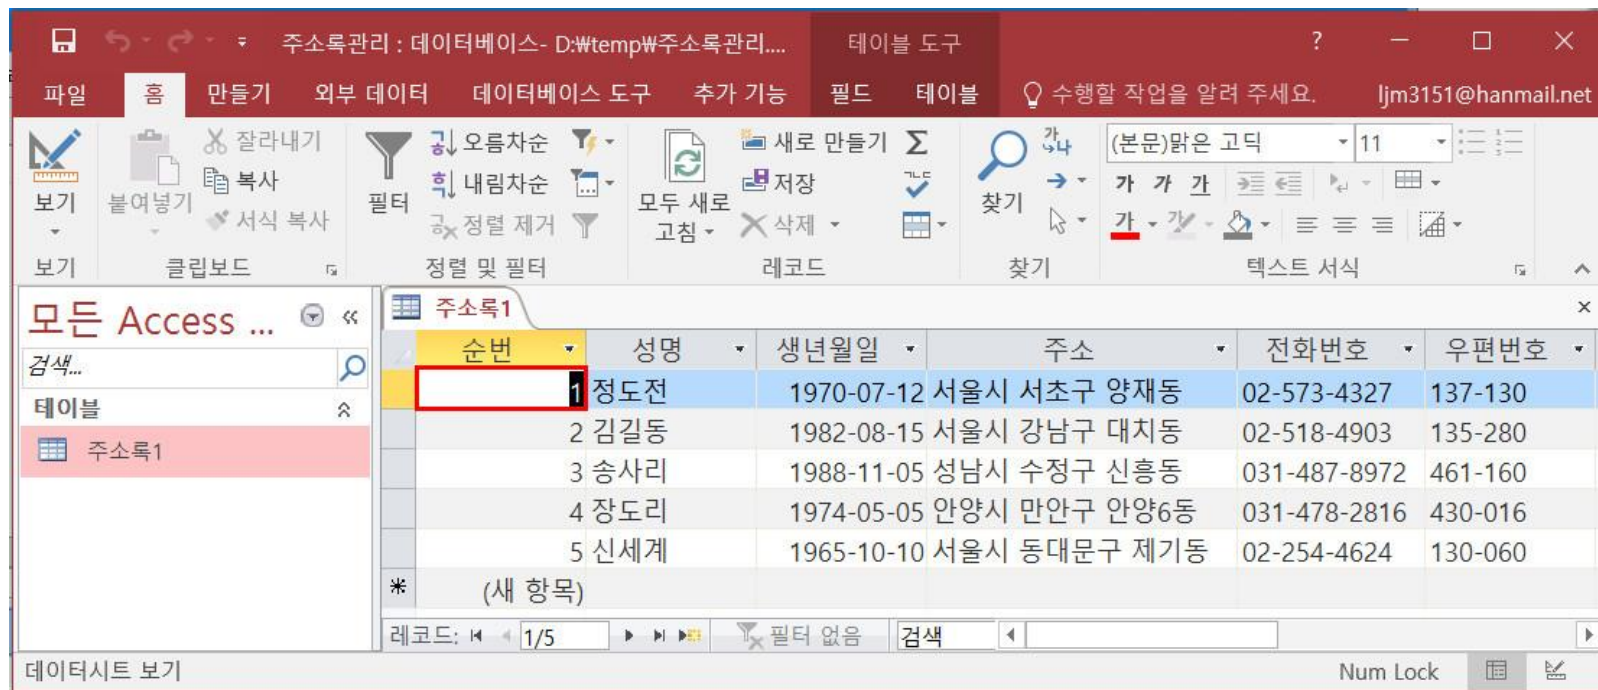 주소록관리 : 데이터베이스- D:₩temp₩주소록관리.... 테이블 도구 ?
파일 홈 만들기 외부 데이터 데이터베이스 도구 추가 기능 필드 테이블 수행할 작업을 알려 주세요. ljm3151@hanmail.net
잘라내기 오름차순 새로 만들기 (본문)맑은 고딕 11
복사 내림차순 저장 가 가 가
보기 붙여넣기 서식 복사 필터 정렬 제거 모두 새로 고침 삭제 찾기 가
보기 클립보드 정렬 및 필터 레코드 찾기 텍스트 서식
모든 Access ... 주소록1
검색... 순번 성명 생년월일 주소 전화번호 우편번호
테이블 1 정도전 1970-07-12 서울시 서초구 양재동 02-573-4327 137-130
주소록1 2 김길동 1982-08-15 서울시 강남구 대치동 02-518-4903 135-280
3 송사리 1988-11-05 성남시 수정구 신흥동 031-487-8972 461-160
4 장도리 1974-05-05 안양시 만안구 안양6동 031-478-2816 430-016
5 신세계 1965-10-10 서울시 동대문구 제기동 02-254-4624 130-060
(새 항목)
레코드: 1/5 필터 없음 검색
데이터시트 보기 Num Lock